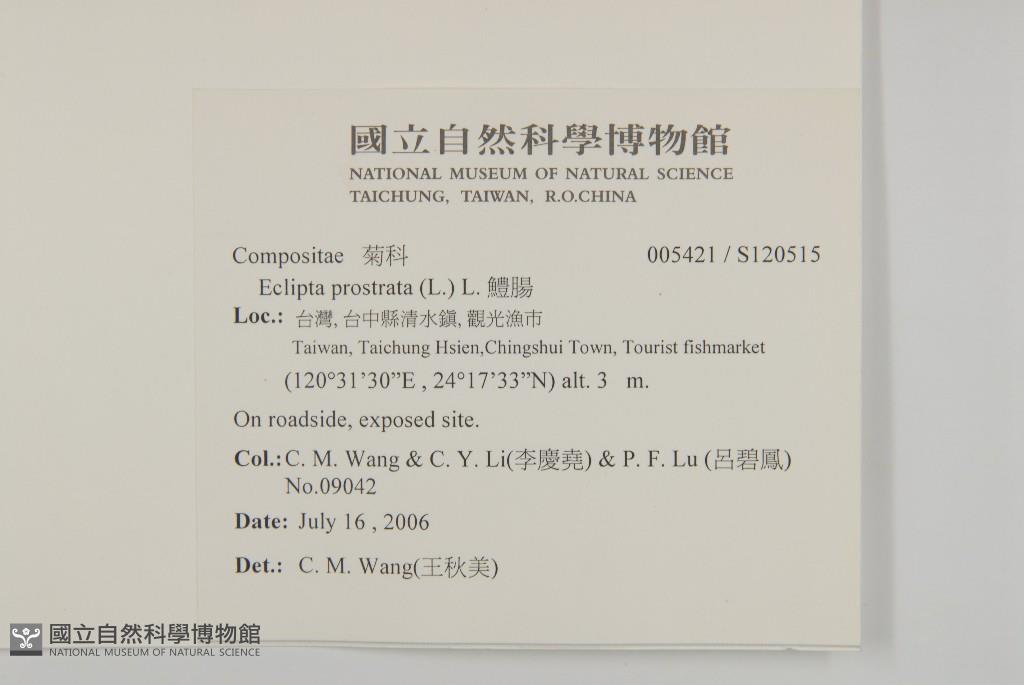 國立自然科學博物館
NATIONAL MUSEUM OF NATURAL SCIENCE
TAICHUNG, TAIWAN, R.O.CHINA
Compositae 菊科 005421 / S120515
Eclipta prostrata (L.) L. 鱧腸
Loc.: 台灣, 台中縣清水鎮, 觀光漁市
Taiwan, Taichung Hsien,Chingshui Town, Tourist fishmarket
(120°31’30”E , 24°17’33”N) alt. 3 m.
On roadside, exposed site.
Col.: C. M. Wang & C. Y. Li(李慶堯) & P. F. Lu (呂碧鳳)
No.09042
Date: July 16 , 2006
Det.: C. M. Wang(王秋美)
國立自然科學博物館
NATIONAL MUSEUM OF NATURAL SCIENCE